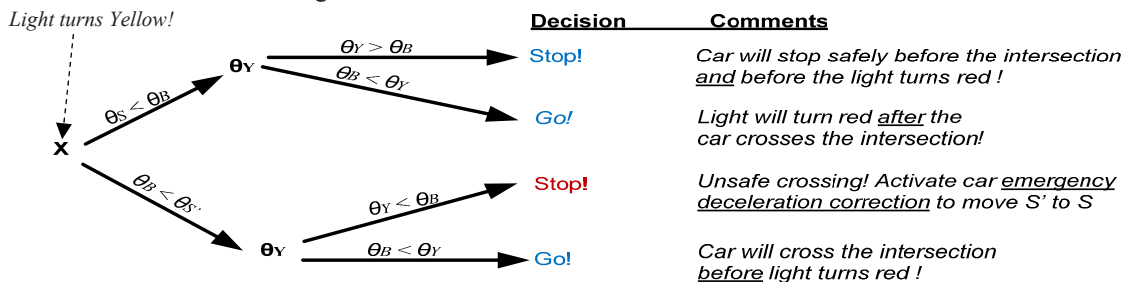 Light turns Yellow!
Decision Comments
X
θS < θB
θY
θY > θB
Stop!
Car will stop safely before the intersection
and before the light turns red !
θB < θY
Go!
Light will turn red after the
car crosses the intersection!
θB < θS'
θY
θY < θB
Stop!
Unsafe crossing! Activate car emergency
deceleration correction to move S' to S
θB < θY
Go!
Car will cross the intersection
before light turns red !